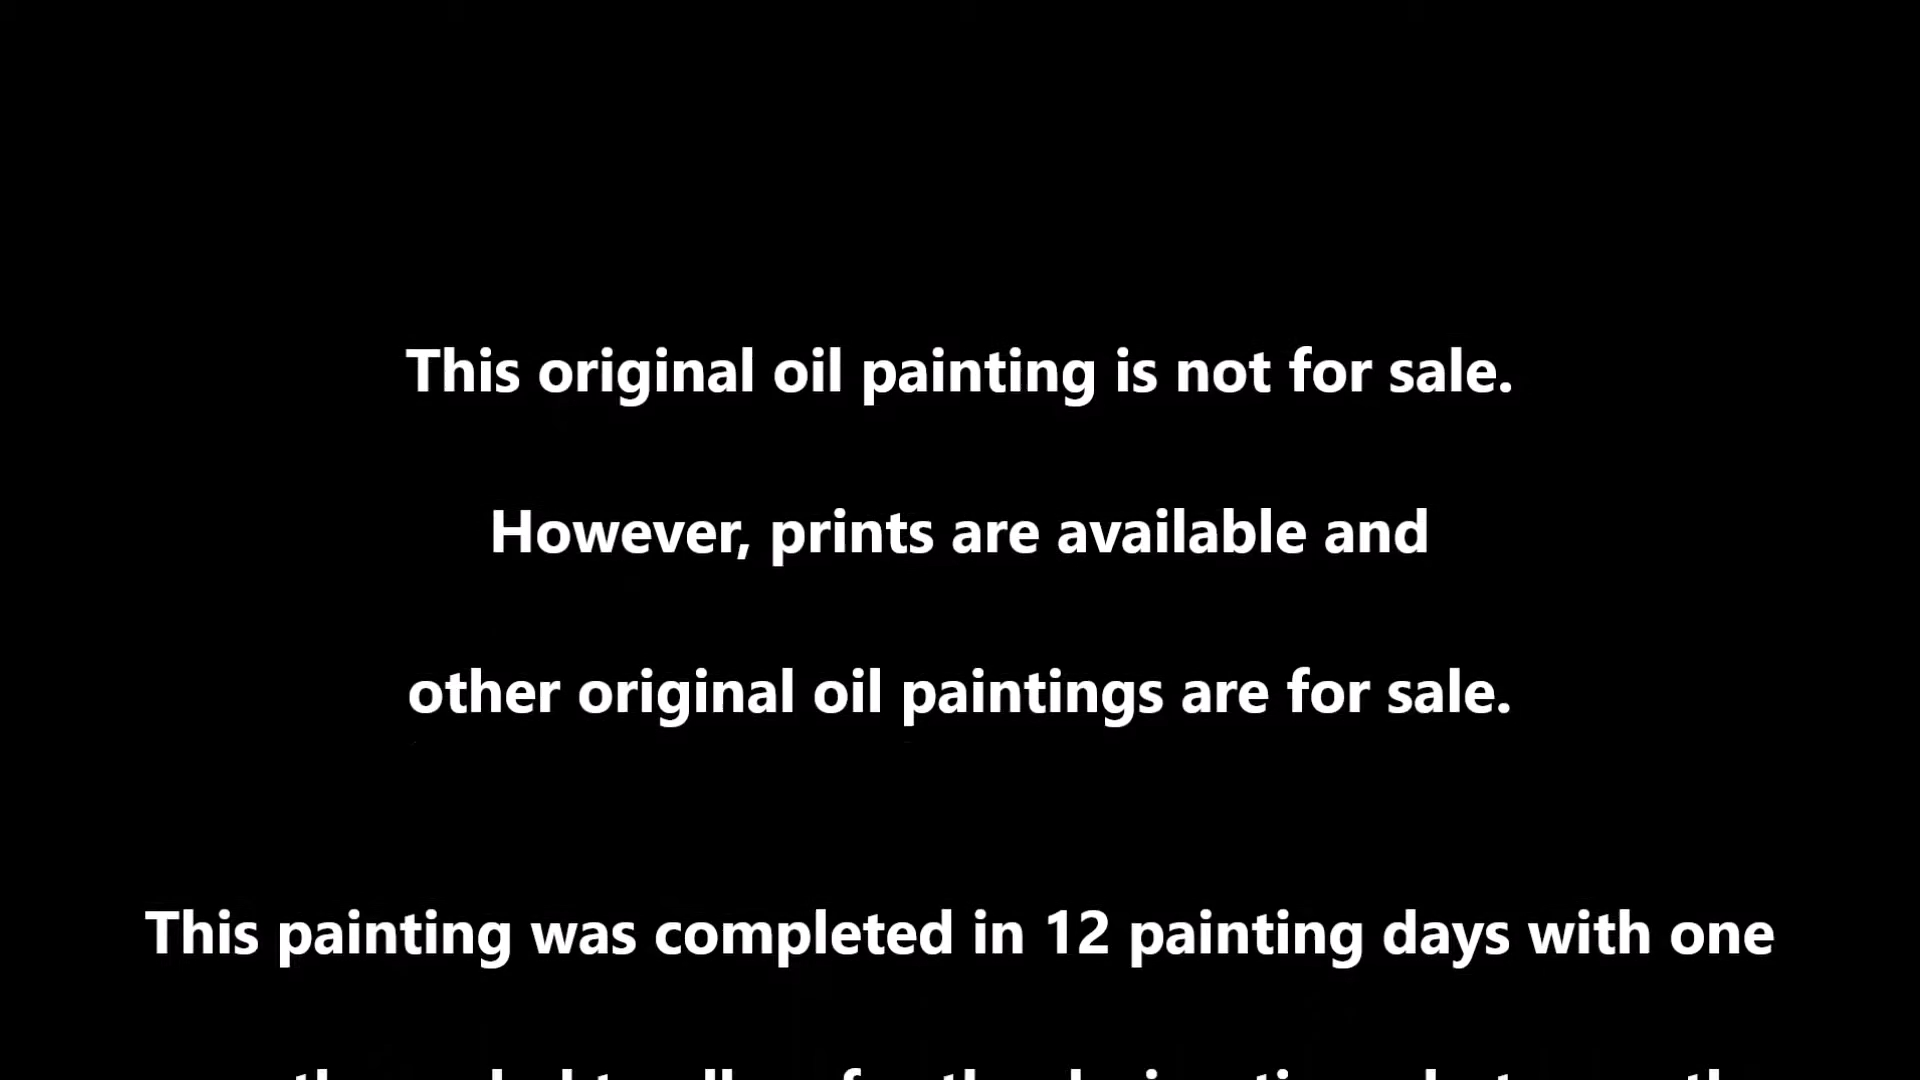 This original oil painting is not for sale.
However, prints are available and
other original oil paintings are for sale.
This painting was completed in 12 painting days with one